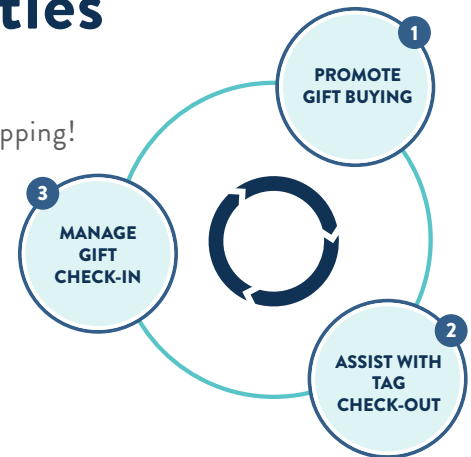 ties
pping!
1
PROMOTE
GIFT BUYING
3
MANAGE
GIFT
CHECK-IN
2
ASSIST WITH
TAG
CHECK-OUT